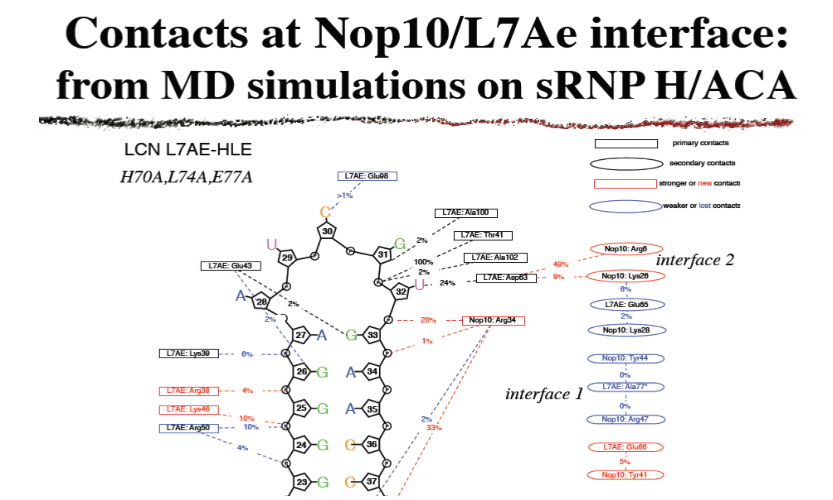 Contacts at Nop10/L7Ae interface:
from MD simulations on sRNP H/ACA
LCN L7AE-HLE
H70A,L74A,E77A
primary contacts
secondary contacts
stronger or new contacts
weaker or lost contacts
L7AE: Glu98
>1%
C
30
L7AE: Ala100
2%
L7AE: Thr41
100%
L7AE: Ala102
2%
L7AE: Asp63
24%
U
29
G
31
U
32
L7AE: Glu43
2%
2%
A
28
49%
9%
Nop10: Arg6
interface 2
Nop10: Lys26
6%
L7AE: Glu65
2%
Nop10: Lys28
27
A
G
33
20%
1%
Nop10: Arg34
L7AE: Lys39
6%
26
G
A
34
Nop10: Tyr44
0%
L7AE: Ala77*
0%
Nop10: Arg47
interface 1
L7AE: Arg38
4%
25
G
A
35
L7AE: Lys46
10%
L7AE: Arg50
10%
4%
24
G
C
36
2%
33%
L7AE: Glu66
5%
Nop10: Tyr41
23
G
C
37